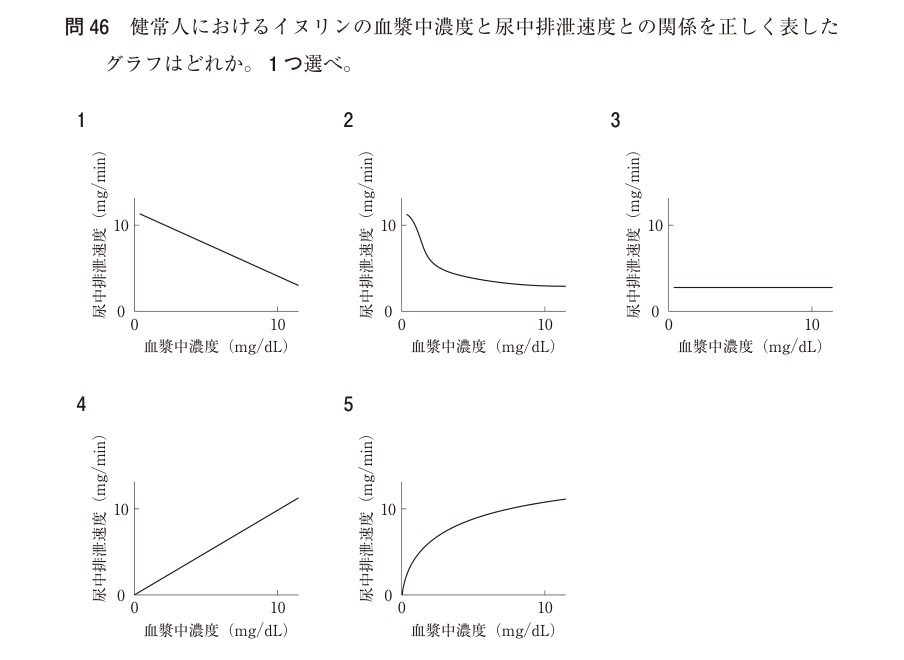 問 46　健常人におけるイヌリンの血漿中濃度と尿中排泄速度との関係を正しく表した
グラフはどれか。1つ選べ。
1
尿中排泄速度（mg/min）
10
0
0
10
血漿中濃度（mg/dL）
2
尿中排泄速度（mg/min）
10
0
0
10
血漿中濃度（mg/dL）
3
尿中排泄速度（mg/min）
10
0
0
10
血漿中濃度（mg/dL）
4
尿中排泄速度（mg/min）
10
0
0
10
血漿中濃度（mg/dL）
5
尿中排泄速度（mg/min）
10
0
0
10
血漿中濃度（mg/dL）